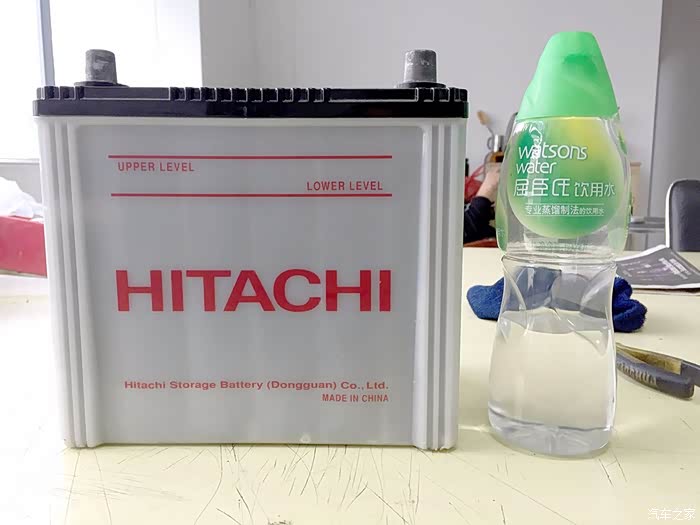 UPPER LEVEL
LOWER LEVEL
HITACHI
Hitachi Storage Battery (Dongguan) Co., Ltd.
MADE IN CHINA
watsons
water
屈臣氏 饮用水
专业蒸馏制法的饮用水
汽车之家